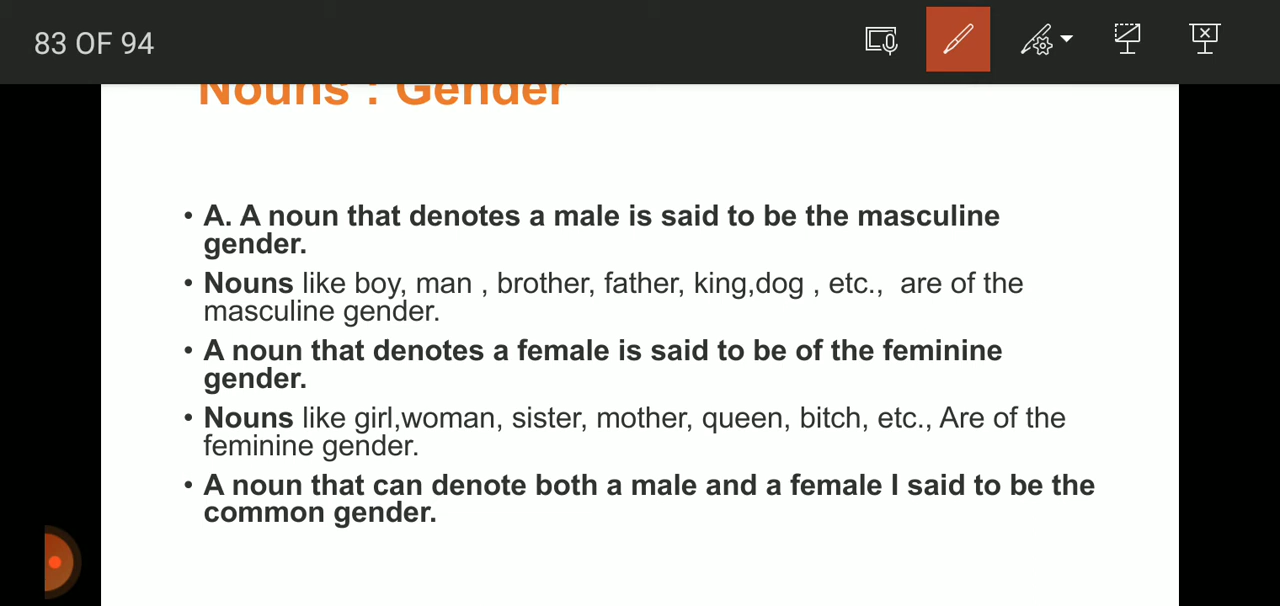 83 OF 94
Nouns : Gender
• A. A noun that denotes a male is said to be the masculine
gender.
• Nouns like boy, man , brother, father, king,dog , etc., are of the
masculine gender.
• A noun that denotes a female is said to be of the feminine
gender.
• Nouns like girl,woman, sister, mother, queen, bitch, etc., Are of the
feminine gender.
• A noun that can denote both a male and a female I said to be the
common gender.